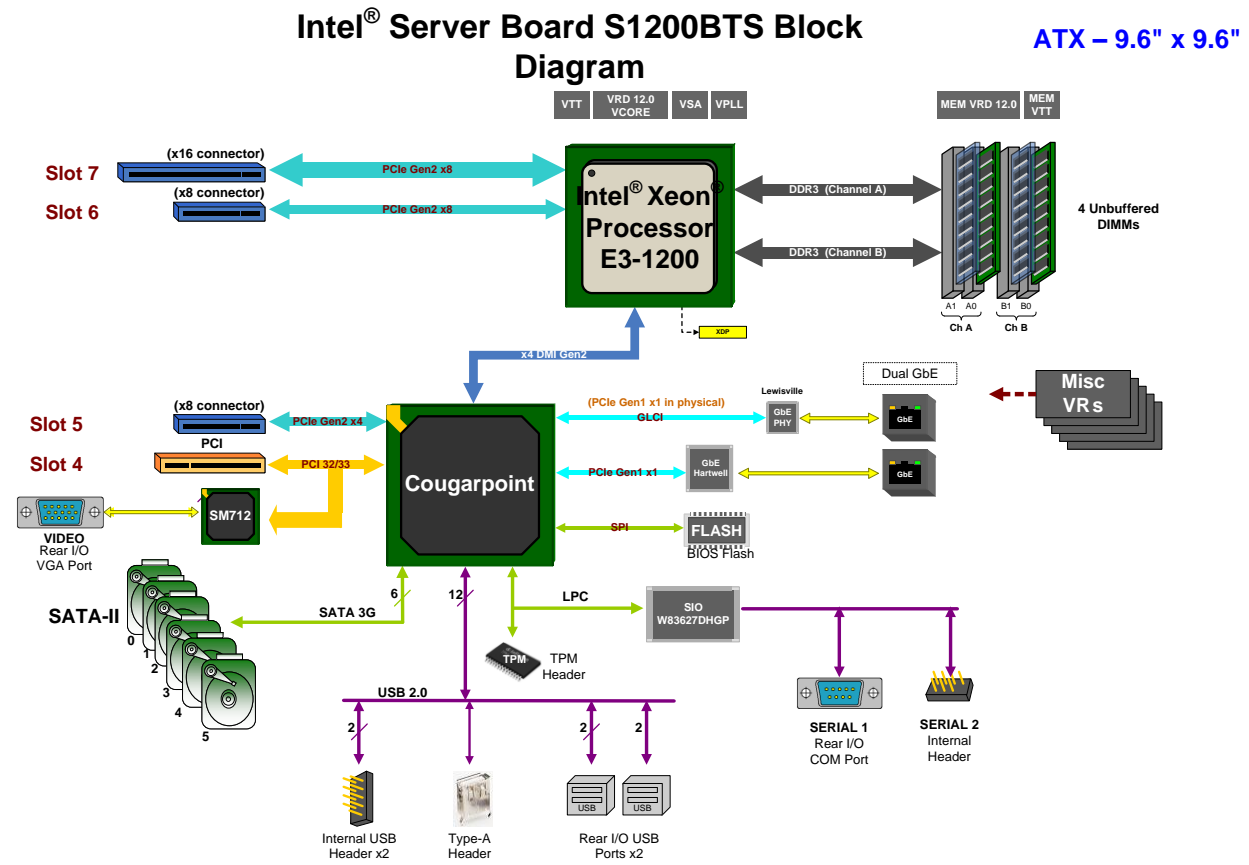 Intel® Server Board S1200BTS Block
Diagram
ATX – 9.6" x 9.6"
VTT
VRD 12.0
VCORE
VSA
VPLL
MEM VRD 12.0
MEM
VTT
Slot 7
(x16 connector)
PCIe Gen2 x8
Slot 6
(x8 connector)
PCIe Gen2 x8
Intel® Xeon®
Processor
E3-1200
DDR3 (Channel A)
DDR3 (Channel B)
4 Unbuffered
DIMMs
A1
A0
B1
B0
Ch A
Ch B
XDP
x4 DMI Gen2
Dual GbE
Misc
VRs
Slot 5
(x8 connector)
PCIe Gen2 x4
Slot 4
PCI
PCI 32/33
Cougarpoint
(PCIe Gen1 x1 in physical)
GLCI
Lewisville
GbE
PHY
GbE
PCIe Gen1 x1
GbE
Hartwell
GbE
SM712
VIDEO
Rear I/O
VGA Port
SPI
FLASH
BIOS Flash
SATA-II
0
1
2
3
4
5
SATA 3G
6
12
LPC
SIO
W83627DHGP
TPM
TPM
Header
USB 2.0
2
2
2
SERIAL 1
Rear I/O
COM Port
SERIAL 2
Internal
Header
USB
USB
Internal USB
Header x2
Type-A
Header
Rear I/O USB
Ports x2